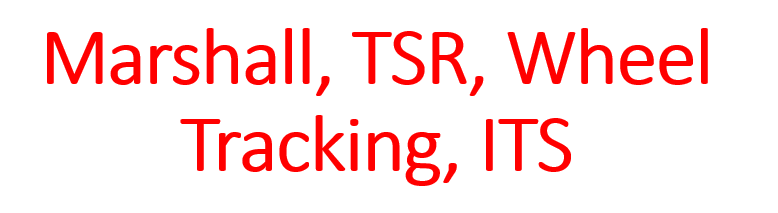 Marshall, TSR, Wheel
Tracking, ITS